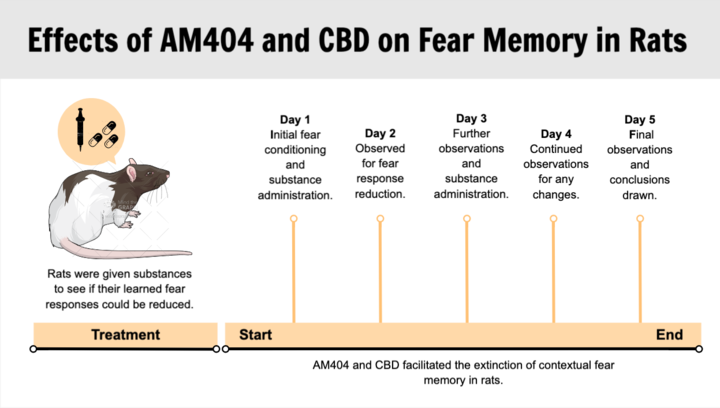 Effects of AM404 and CBD on Fear Memory in Rats
Day 1
Initial fear
conditioning
and
substance
administration.
Day 2
Observed
for fear
response
reduction.
Day 3
Further
observations
and
substance
administration.
Day 4
Continued
observations
for any
changes.
Day 5
Final
observations
and
conclusions
drawn.
Rats were given substances
to see if their learned fear
responses could be reduced.
Treatment
Start
End
AM404 and CBD facilitated the extinction of contextual fear
memory in rats.